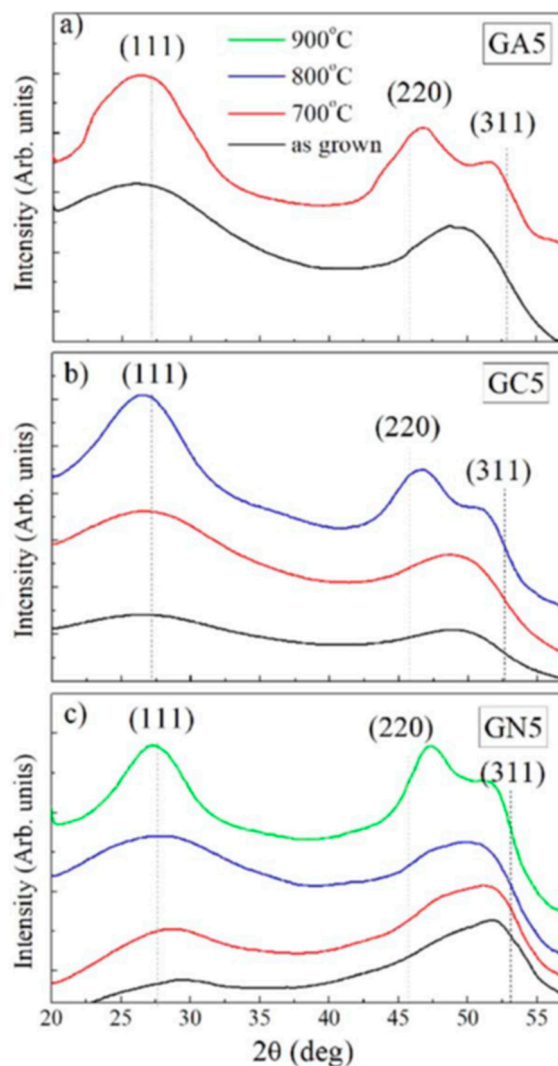 a)
(111)
900°C
800°C
700°C
as grown
GA5
(220)
(311)
Intensity (Arb. units)
b)
(111)
GC5
(220)
(311)
Intensity (Arb. units)
c)
(111)
(220)
GN5
(311)
Intensity (Arb. units)
20 25 30 35 40 45 50 55
2θ (deg)